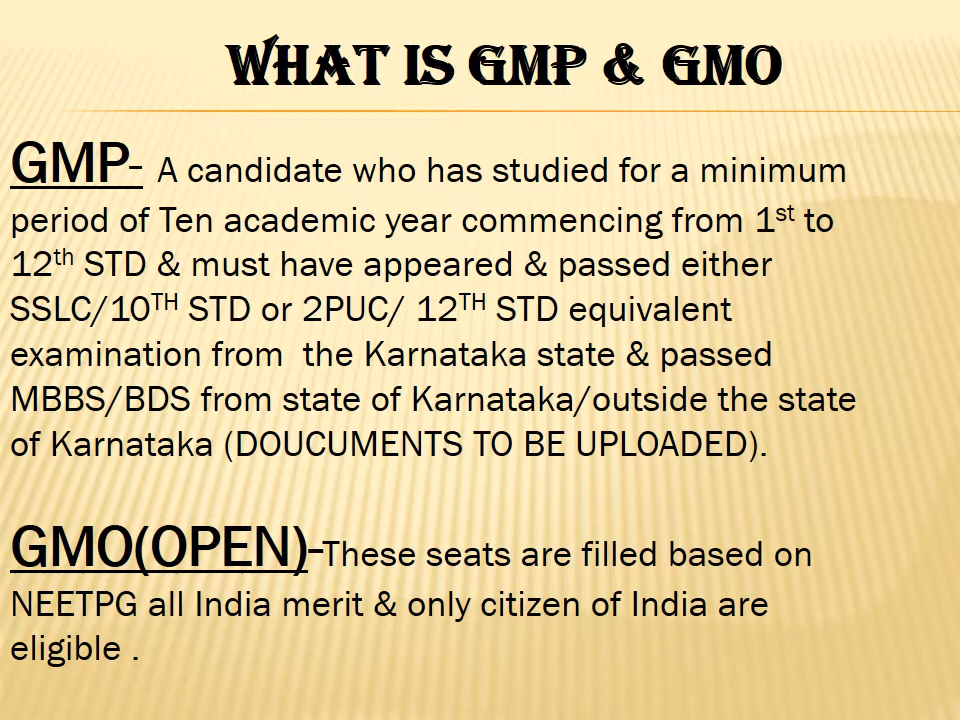 WHAT IS GMP & GMO
GMP- A candidate who has studied for a minimum
period of Ten academic year commencing from 1st to
12th STD & must have appeared & passed either
SSLC/10TH STD or 2PUC/ 12TH STD equivalent
examination from  the Karnataka state & passed
MBBS/BDS from state of Karnataka/outside the state
of Karnataka (DOUCUMENTS TO BE UPLOADED).
GMO(OPEN)-These seats are filled based on
NEETPG all India merit & only citizen of India are
eligible .